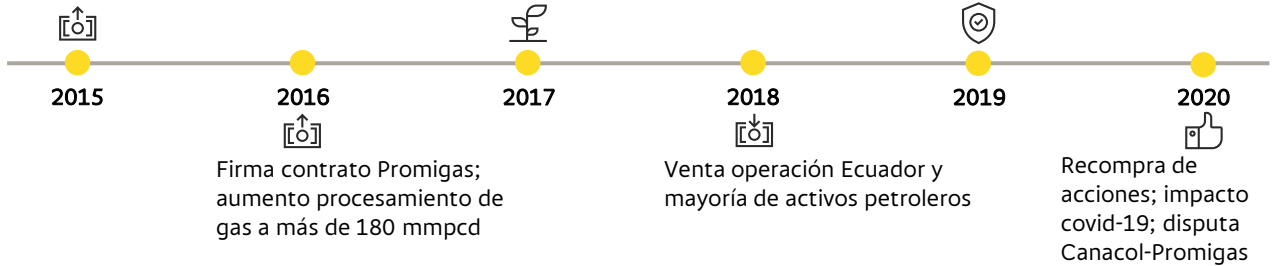 2015
2016
2017
2018
2019
2020
Firma contrato Promigas;
aumento procesamiento de
gas a más de 180 mmpcd
Venta operación Ecuador y
mayoría de activos petroleros
Recompra de
acciones; impacto
covid-19; disputa
Canacol-Promigas